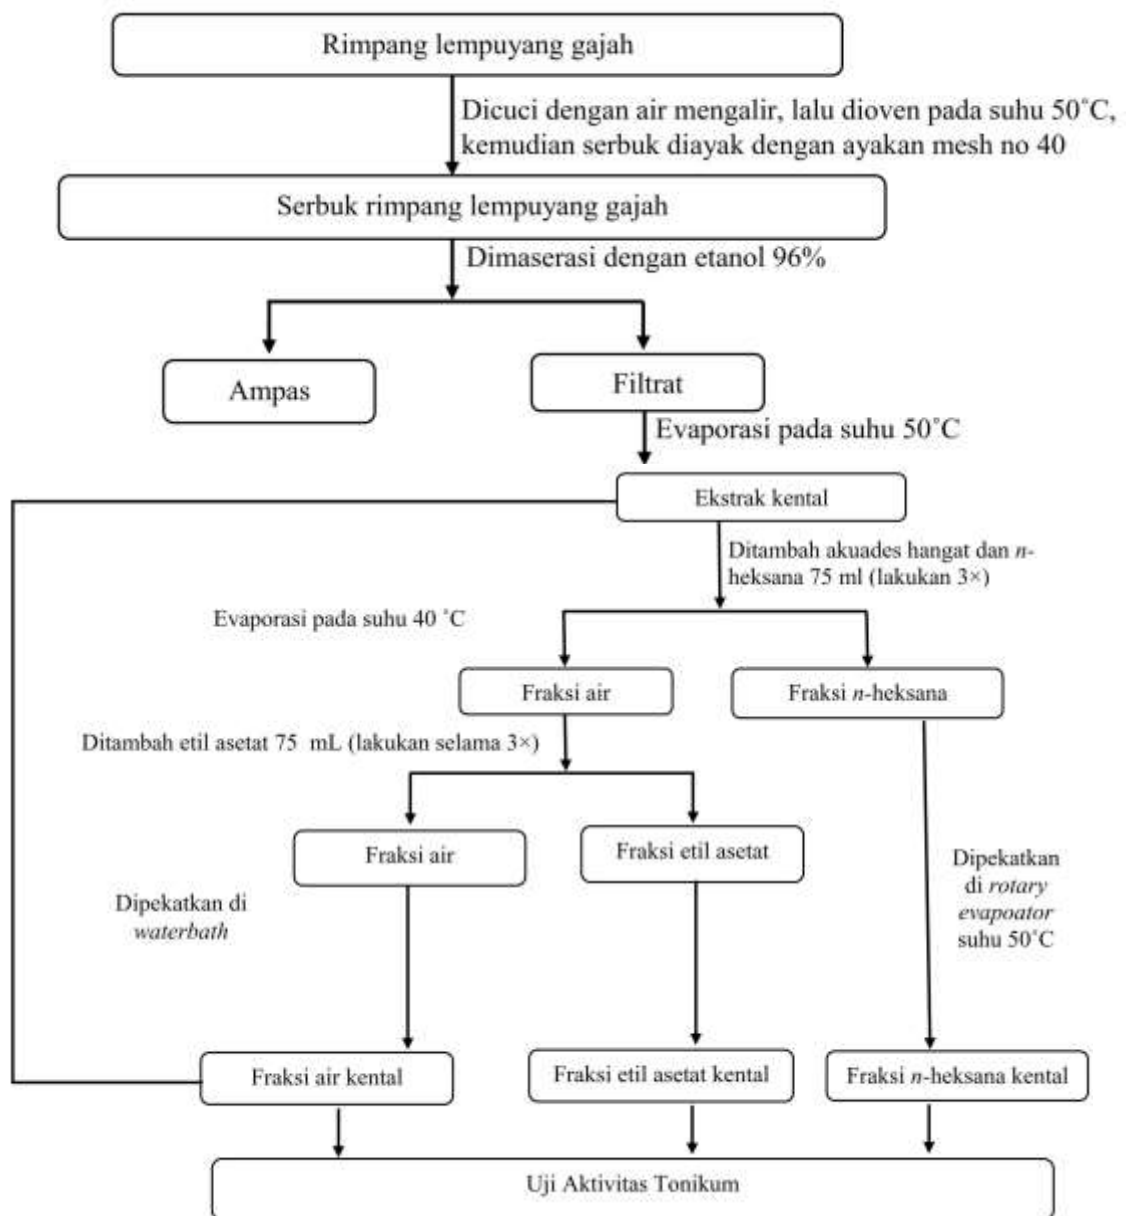 Rimpang lempuyang gajah
Dicuci dengan air mengalir, lalu dioven pada suhu 50˚C,
kemudian serbuk diayak dengan ayakan mesh no 40
Serbuk rimpang lempuyang gajah
Dimaserasi dengan etanol 96%
Ampas
Filtrat
Evaporasi pada suhu 50˚C
Ekstrak kental
Ditambah akuades hangat dan n-
heksana 75 ml (lakukan 3×)
Evaporasi pada suhu 40 ˚C
Fraksi air
Fraksi n-heksana
Ditambah etil asetat 75  mL (lakukan selama 3×)
Fraksi air
Fraksi etil asetat
Dipekatkan di
waterbath
Dipekatkan
di rotary
evapoator
suhu 50˚C
Fraksi air kental
Fraksi etil asetat kental
Fraksi n-heksana kental
Uji Aktivitas Tonikum